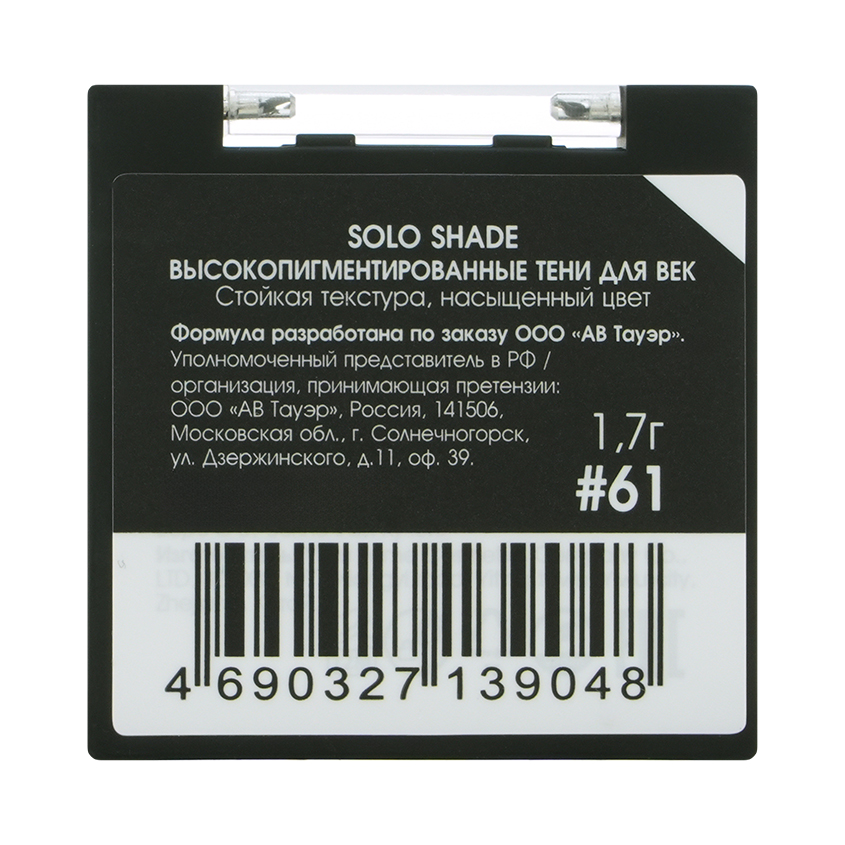 SOLO SHADE
ВЫСОКОПИГМЕНТИРОВАННЫЕ ТЕНИ ДЛЯ ВЕК
Стойкая текстура, насыщенный цвет
Формула разработана по заказу ООО «АВ Тауэр».
Уполномоченный представитель в РФ /
организация, принимающая претензии:
ООО «АВ Тауэр», Россия, 141506,
Московская обл., г. Солнечногорск,
ул. Дзержинского, д.11, оф. 39.
1,7г
#61
4 690327 139048